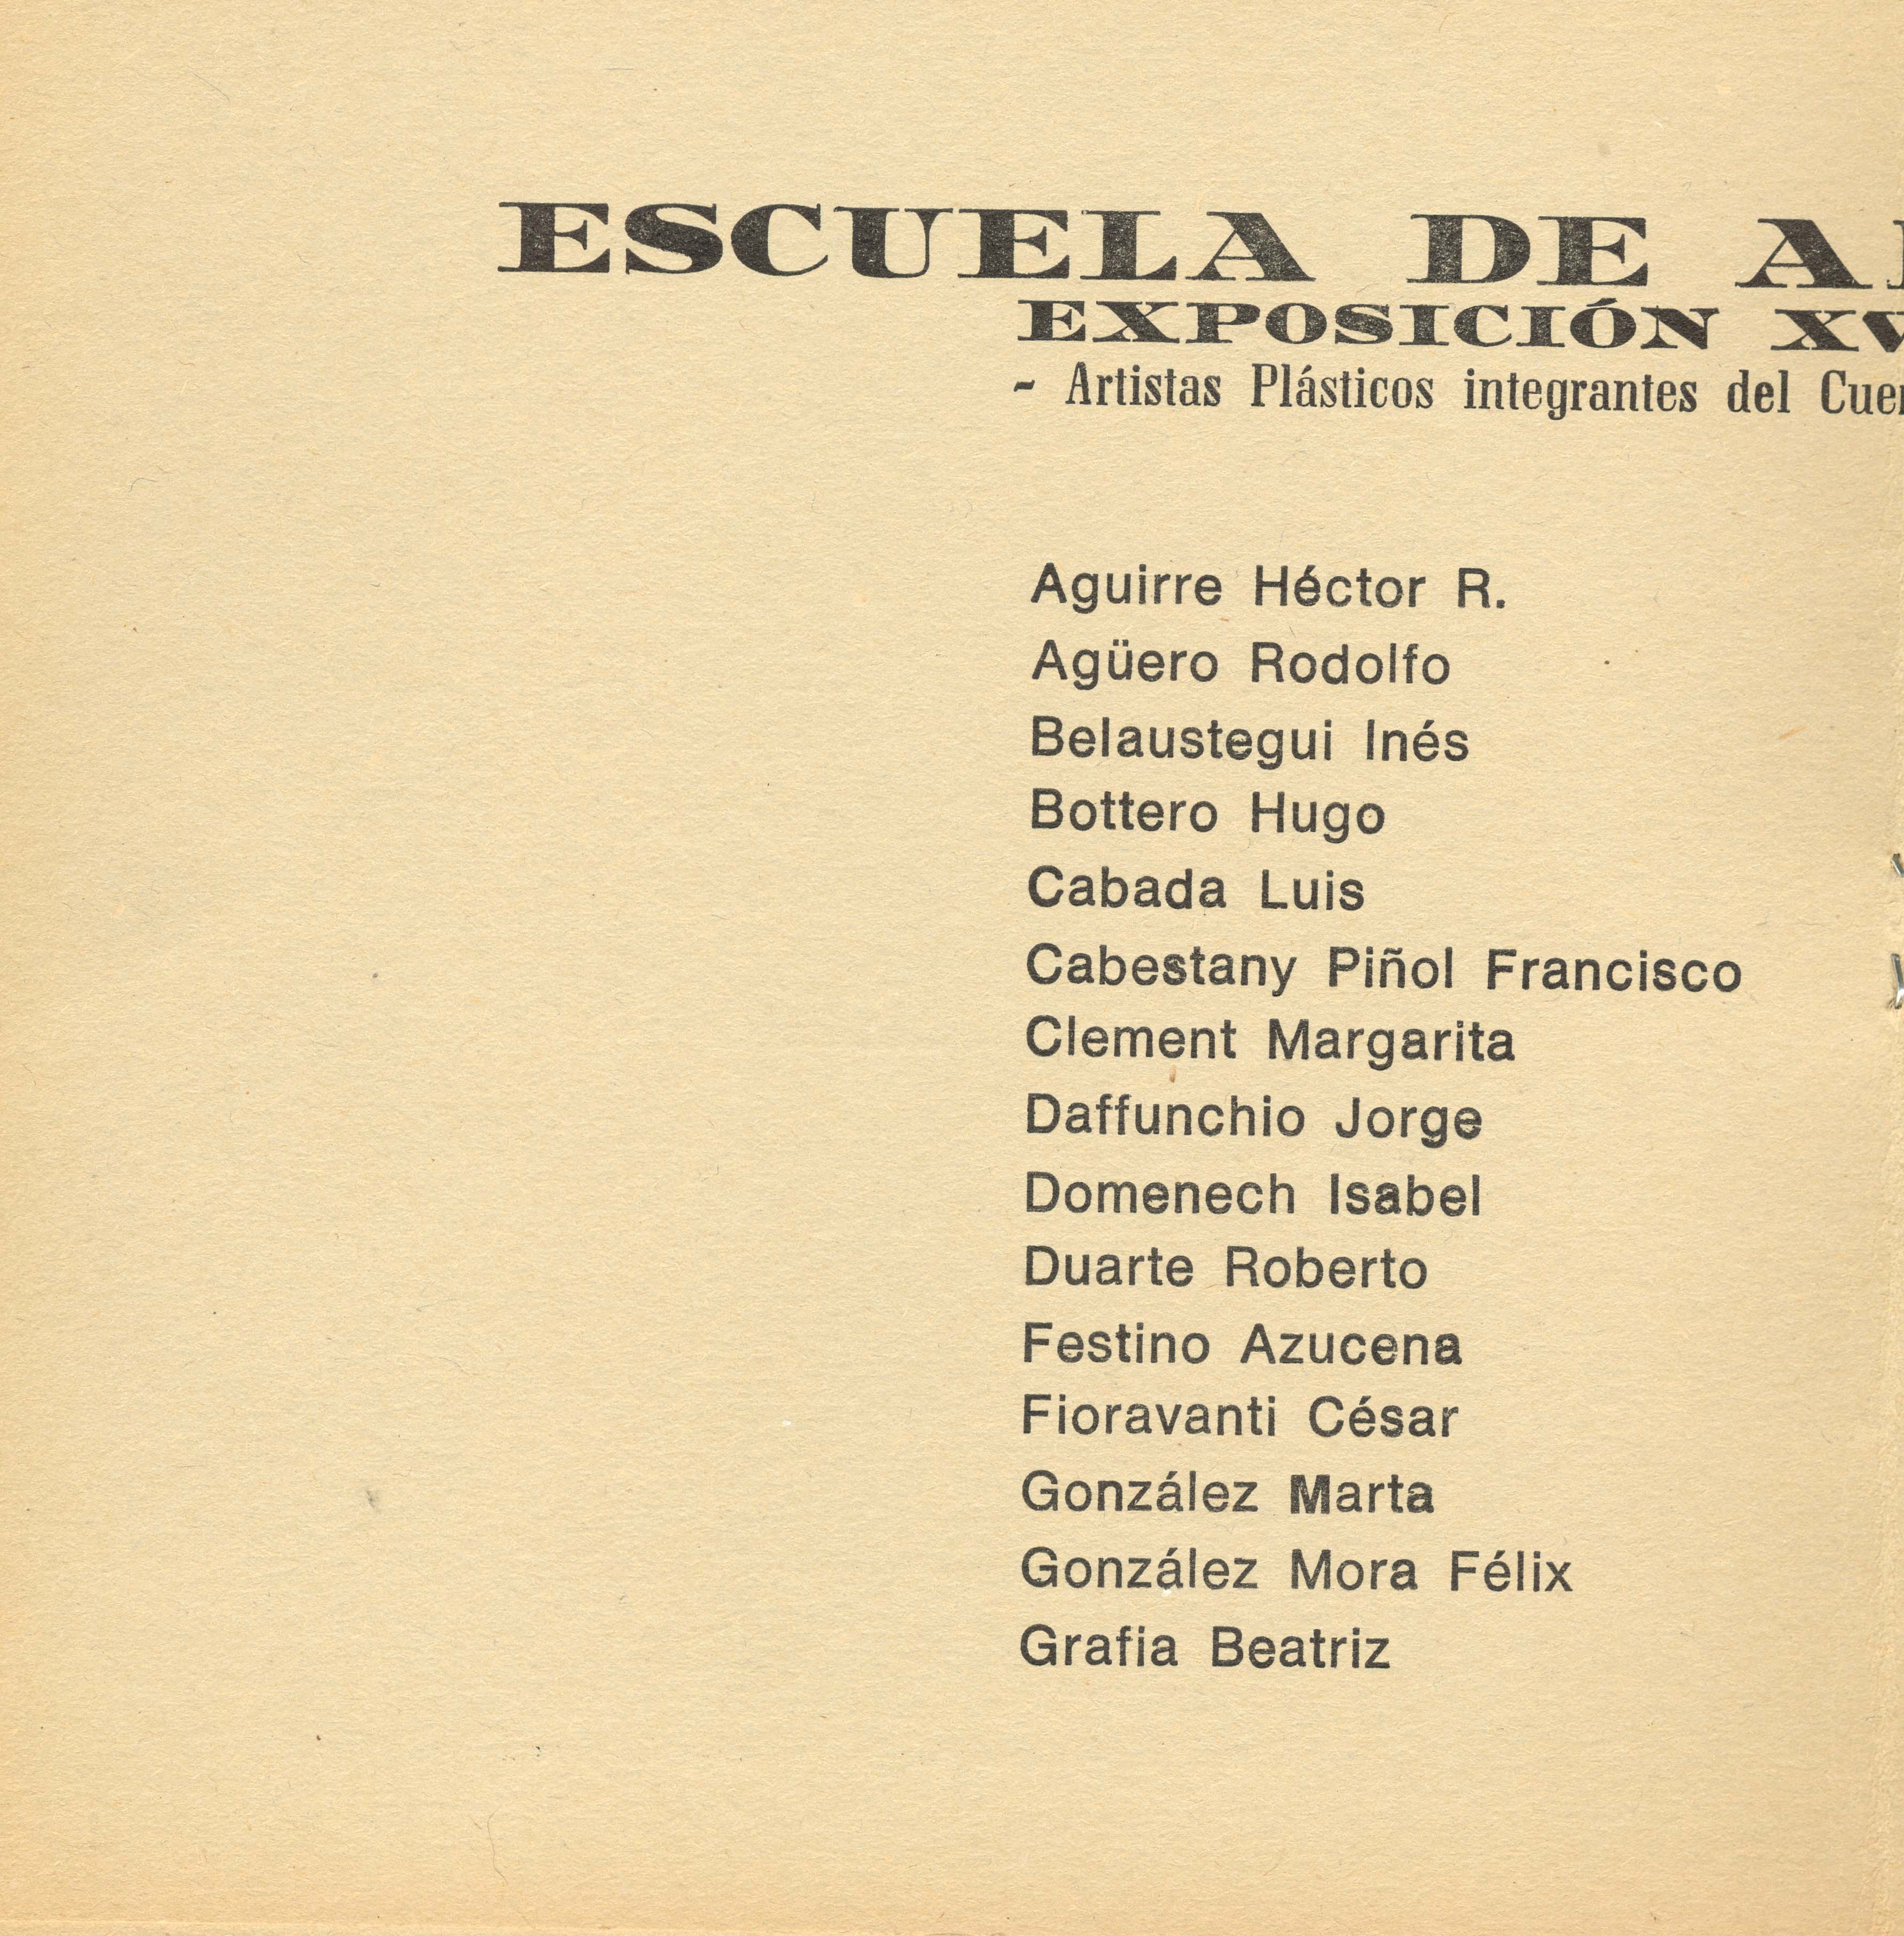 ESCUELA DE A
EXPOSICIÓN XV
- Artistas Plásticos integrantes del Cuer
Aguirre Héctor R.
Agüero Rodolfo
Belaustegui Inés
Bottero Hugo
Cabada Luis
Cabestany Piñol Francisco
Clement Margarita
Daffunchio Jorge
Domenech Isabel
Duarte Roberto
Festino Azucena
Fioravanti César
González Marta
González Mora Félix
Grafia Beatriz